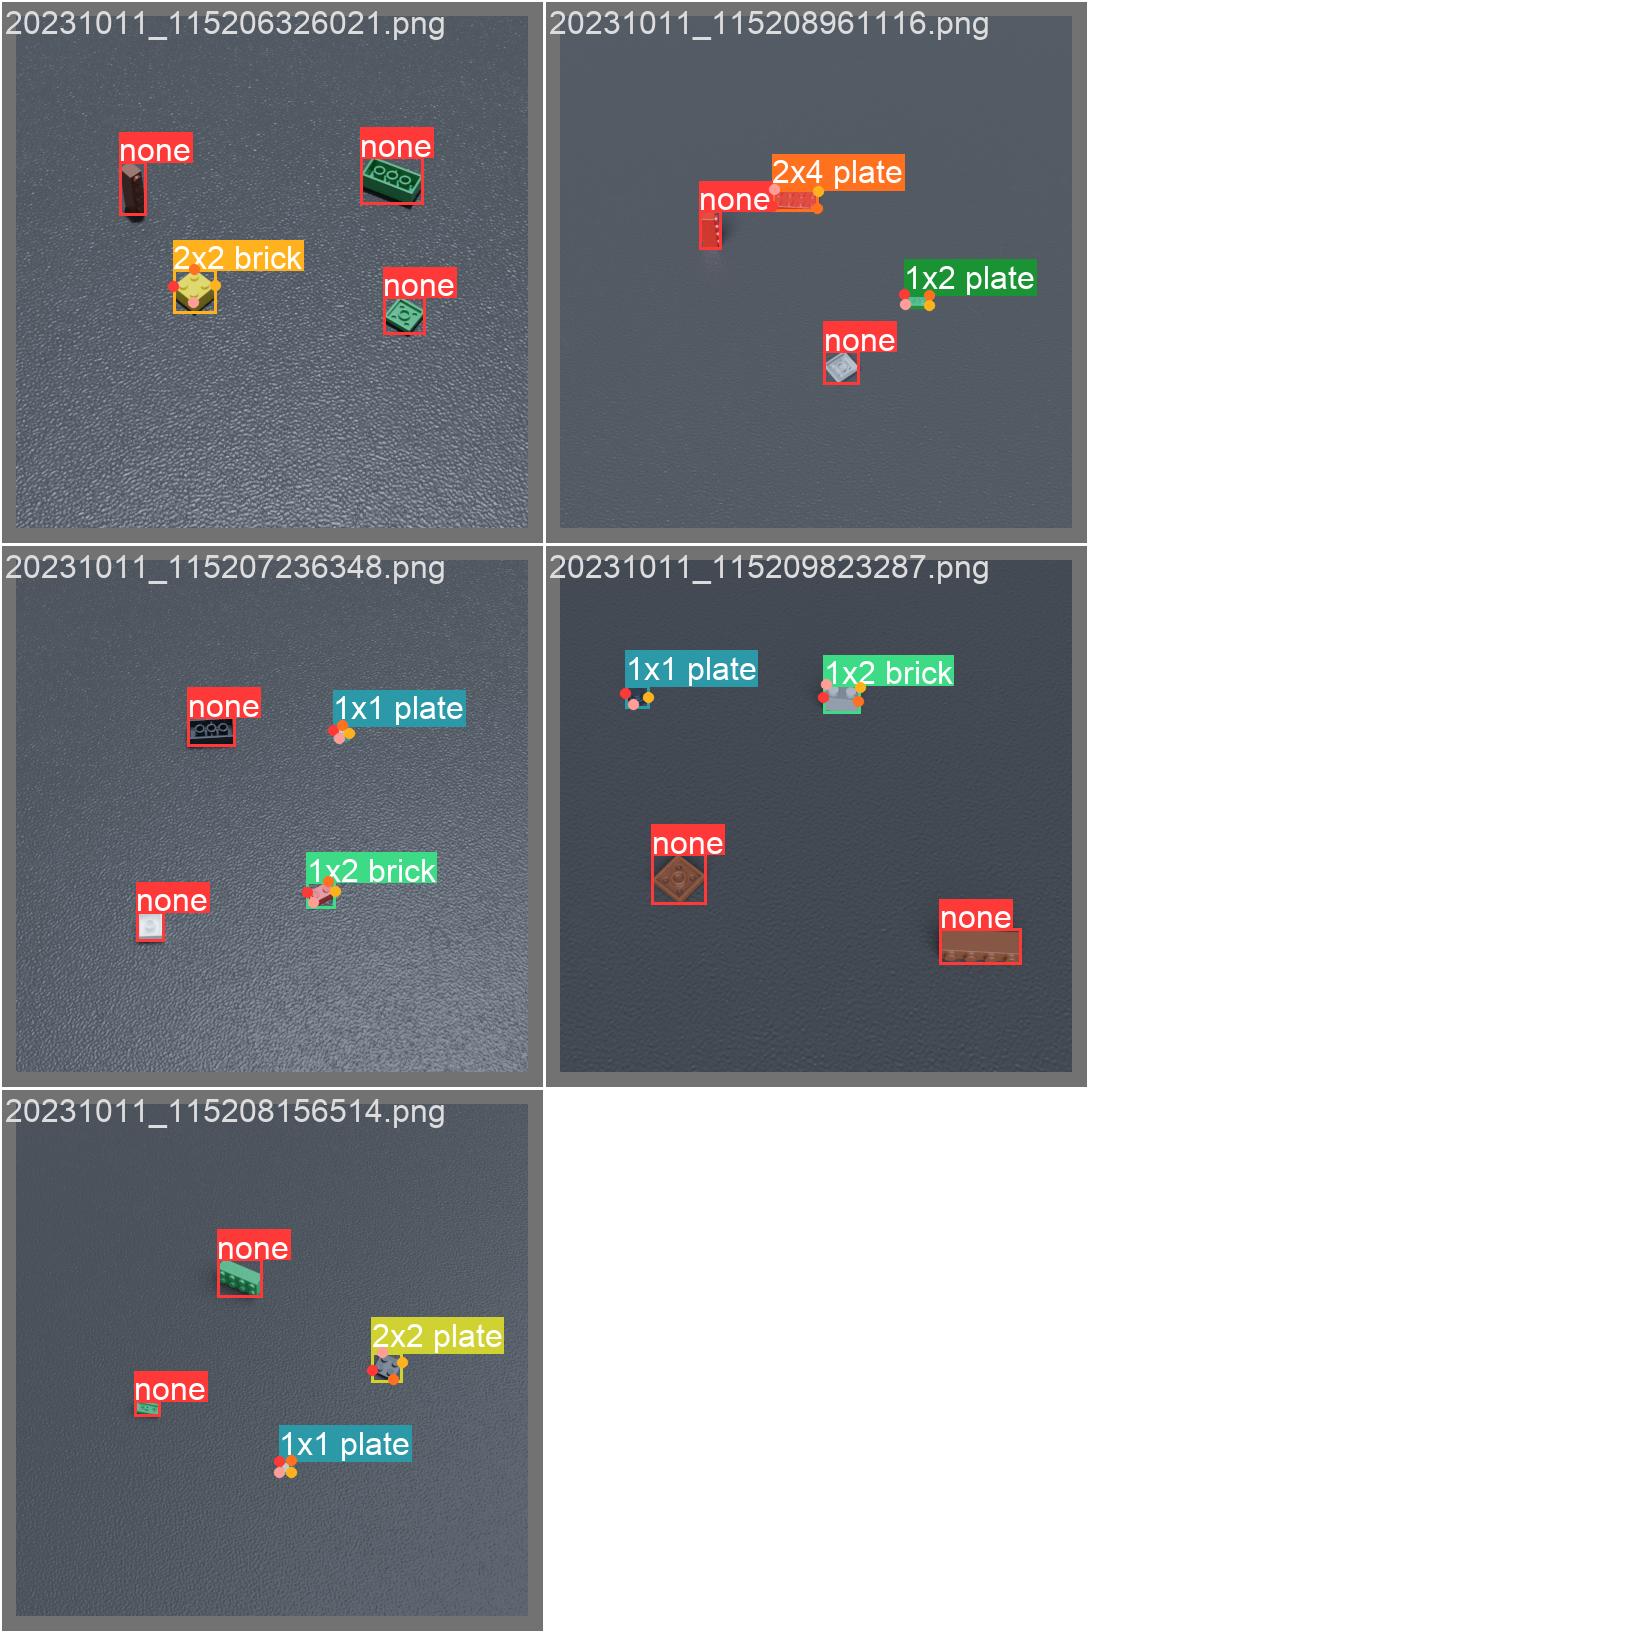 20231011_115206326021.png
none
none
2x2 brick
none
20231011_115208961116.png
2x4 plate
none
1x2 plate
none
20231011_115207236348.png
none
1x1 plate
1x2 brick
none
20231011_115209823287.png
1x1 plate
1x2 brick
none
none
20231011_115208156514.png
none
2x2 plate
none
1x1 plate